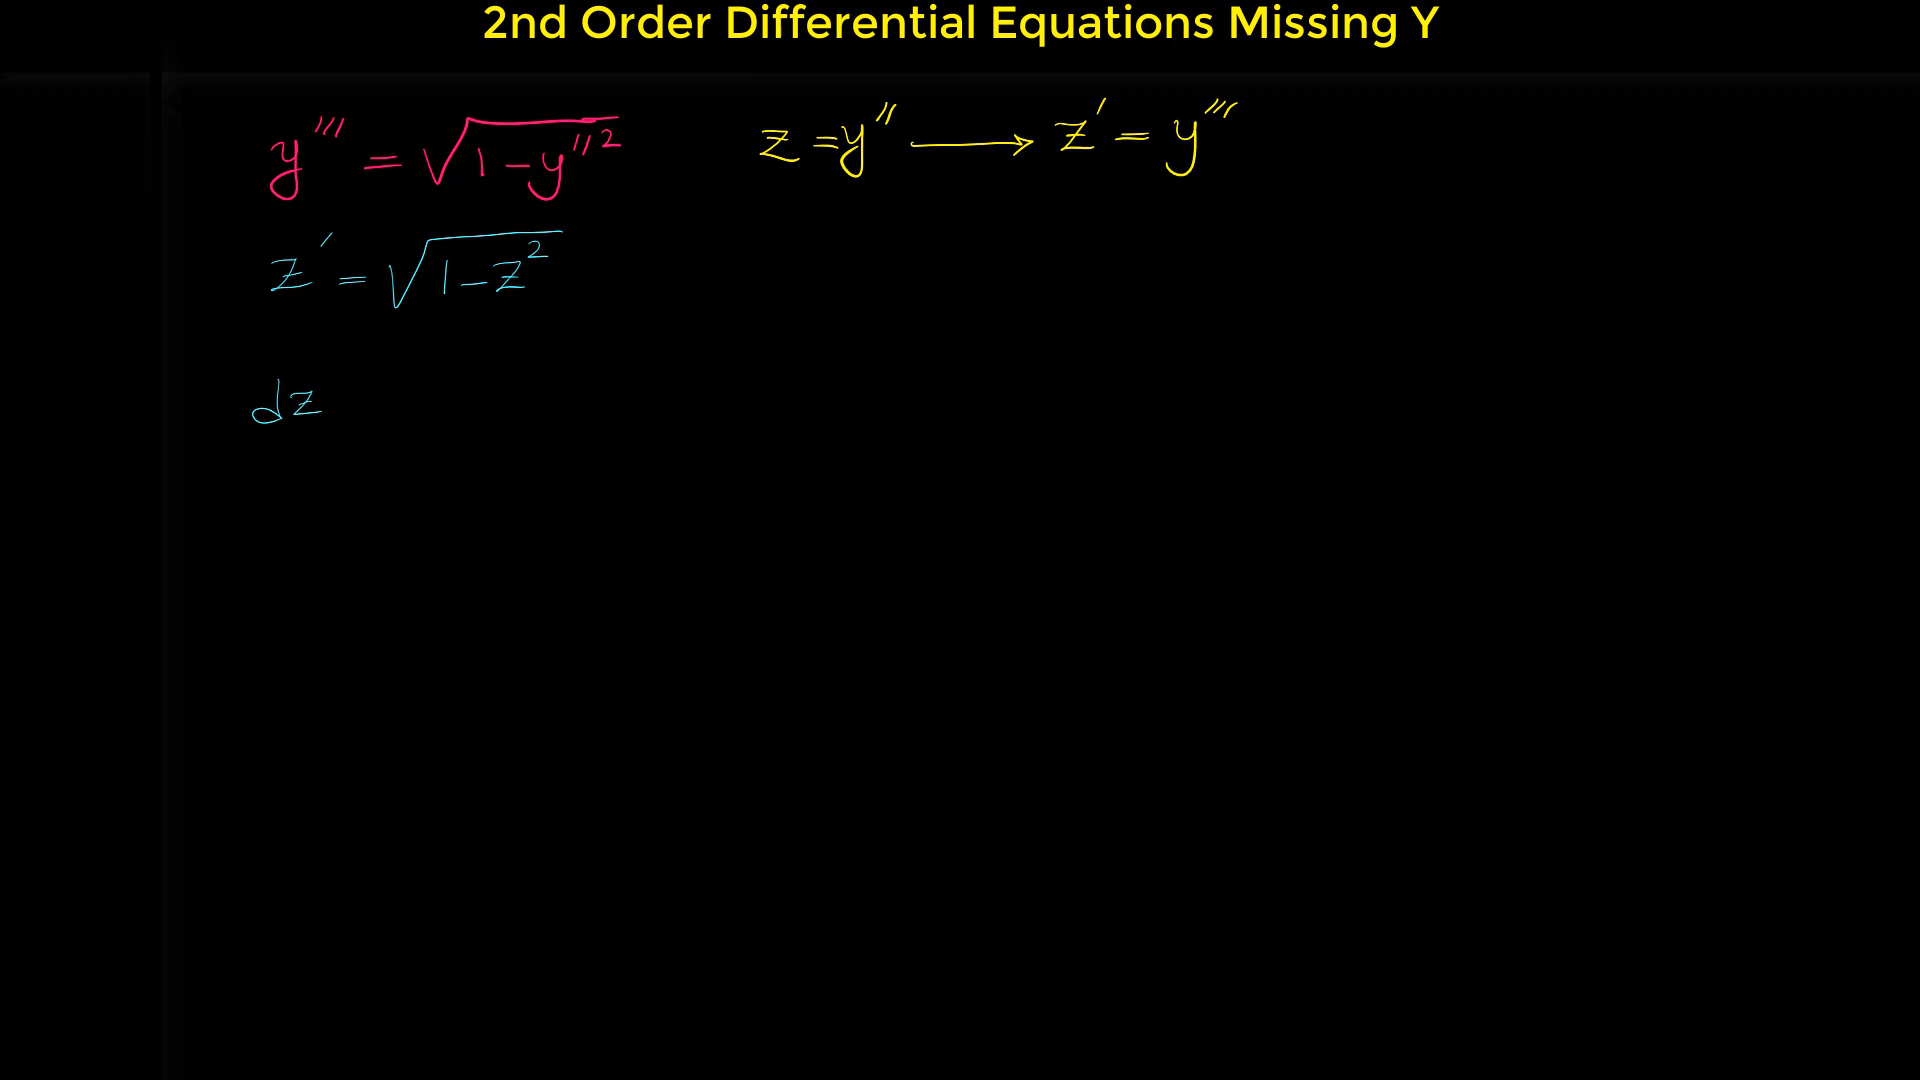 2nd Order Differential Equations Missing Y
y''' = √(1 - y''²) z = y'' ⟶ z' = y'''
z' = √(1 - z²)
dz